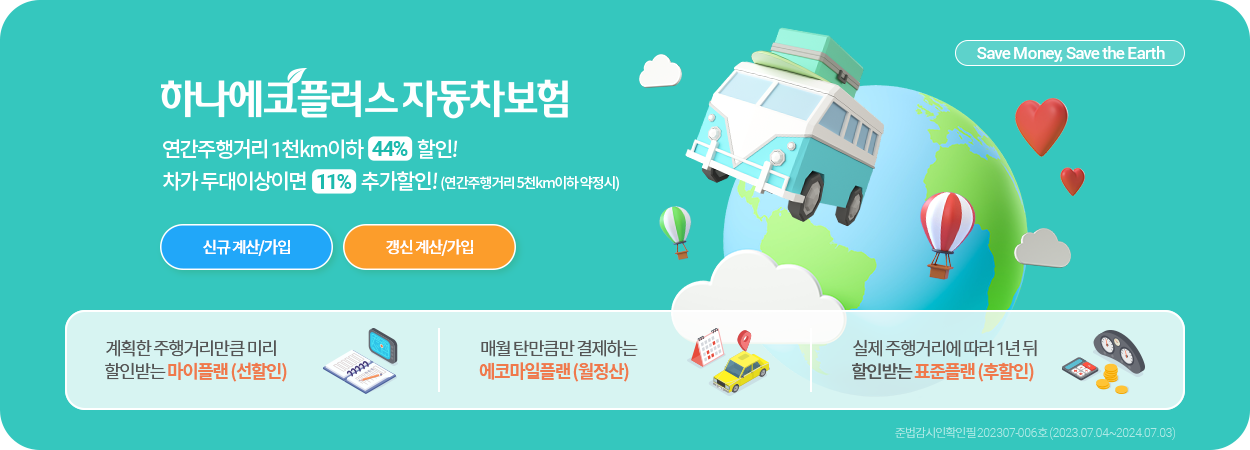 Save Money, Save the Earth
하나에코플러스 자동차보험
연간주행거리 1천km이하 44% 할인!
차가 두대이상이면 11% 추가할인! (연간주행거리 5천km이하 약정시)
신규 계산/가입
갱신 계산/가입
계획한 주행거리만큼 미리
할인받는 마이플랜 (선할인)
매월 탄만큼만 결제하는
에코마일플랜 (월정산)
실제 주행거리에 따라 1년 뒤
할인받는 표준플랜 (후할인)
준법감시인확인필 202307-006호 (2023.07.04~2024.07.03)